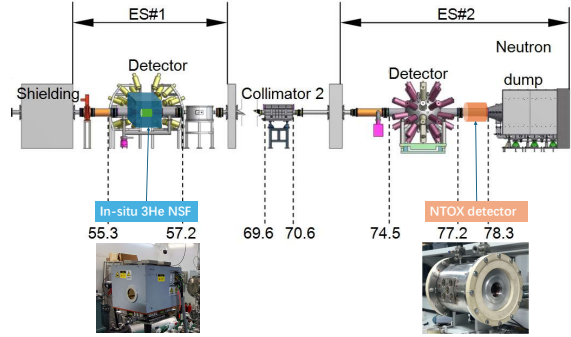 ES#1
ES#2
Neutron
dump
Detector
Detector
Shielding
Collimator 2
In-situ 3He NSF
NTOX detector
55.3
57.2
69.6
70.6
74.5
77.2
78.3